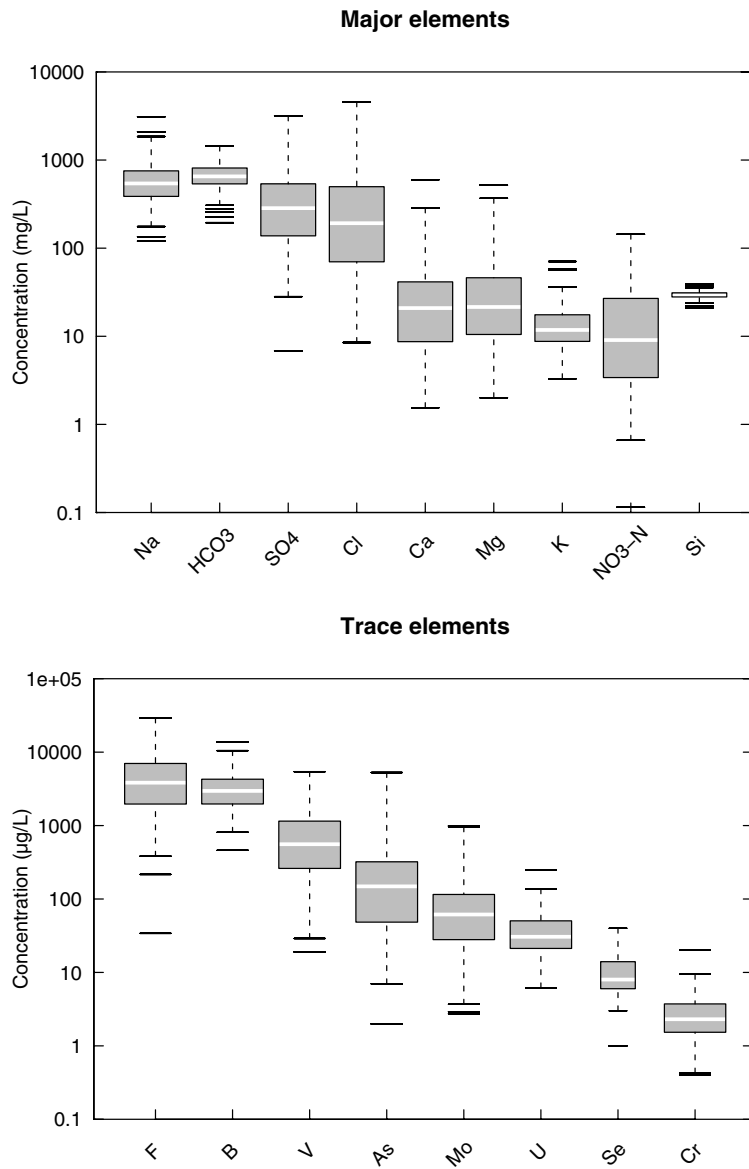 Major elements
10000
1000
100
10
1
0.1
Concentration (mg/L)
Na HCO3 SO4 Cl Ca Mg K NO3−N Si
Trace elements
1e+05
10000
1000
100
10
1
0.1
Concentration (µg/L)
F B V As Mo U Se Cr